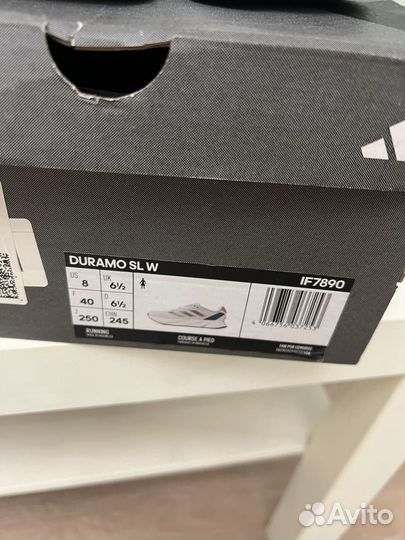 DURAMO SL W
IF7890
US 8 UK 6½
F 40 D 6½
J 250 CHN 245
RUNNING
COURSE A PIED
Avito